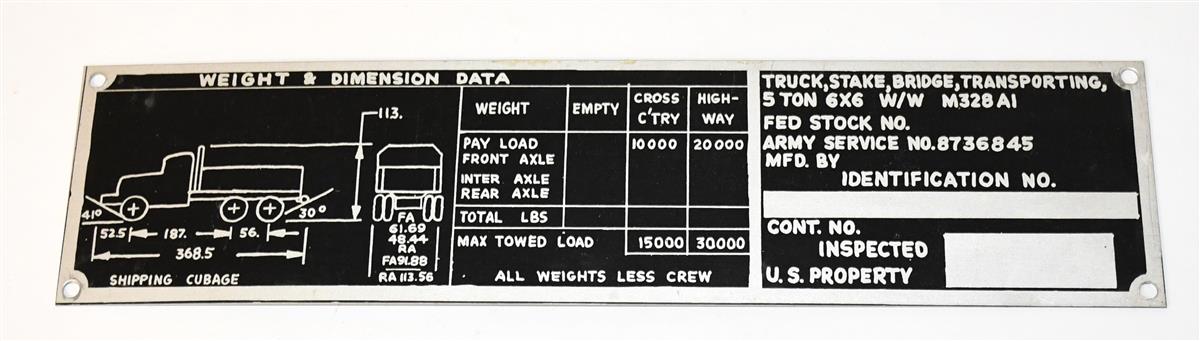 WEIGHT & DIMENSION DATA
113.
41°
30°
52.5
187.
56.
368.5
SHIPPING CUBAGE
FA
61.69
48.44
RA
FA91.88
RA 113.56
WEIGHT EMPTY CROSS C'TRY HIGH-WAY
PAY LOAD 10000 20000
FRONT AXLE
INTER AXLE
REAR AXLE
TOTAL LBS
MAX TOWED LOAD 15000 30000
ALL WEIGHTS LESS CREW
TRUCK,STAKE,BRIDGE,TRANSPORTING,
5 TON 6X6 W/W M328A1
FED STOCK NO.
ARMY SERVICE NO.8736845
MFD. BY
IDENTIFICATION NO.
CONT. NO.
INSPECTED
U.S. PROPERTY